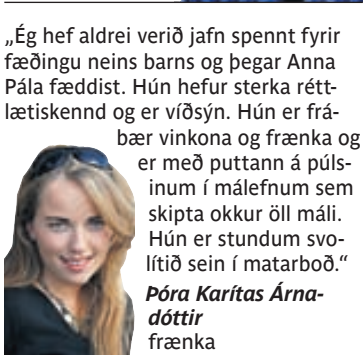 „Ég hef aldrei verið jafn spennt fyrir
fæðingu neins barns og þegar Anna
Pála fæddist. Hún hefur sterka rétt-
lætiskennd og er víðsýn. Hún er frá-
bær vinkona og frænka og
er með puttann á púls-
inum í málefnum sem
skipta okkur öll máli.
Hún er stundum svo-
lítið sein í matarboð.“
Þóra Karítas Árna-
dóttir
frænka